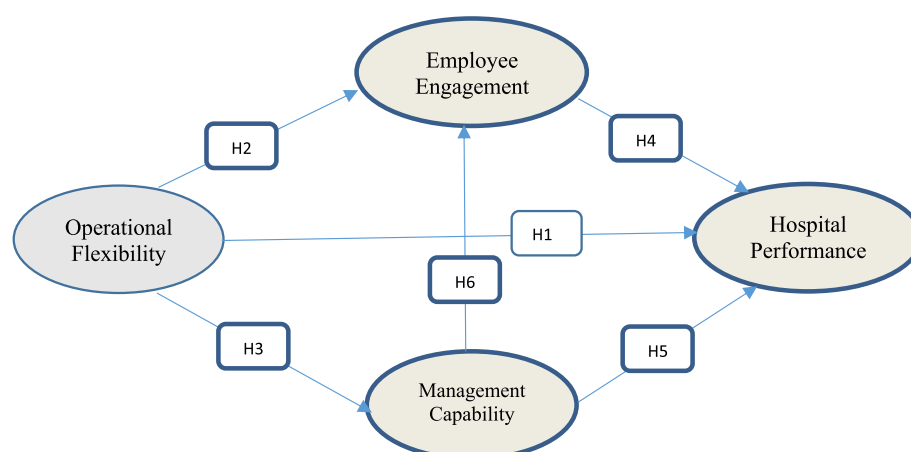 Employee
Engagement
H2
H4
Operational
Flexibility
H1
Hospital
Performance
H6
H3
H5
Management
Capability